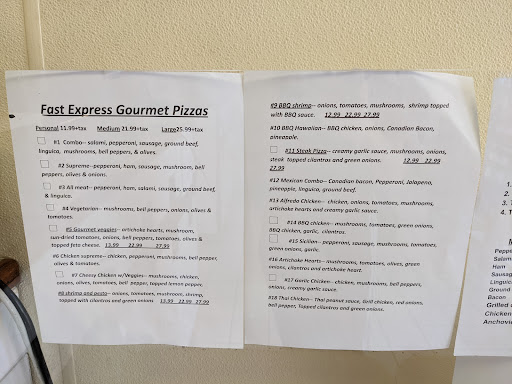 Fast Express Gourmet Pizzas
Personal 11.99+tax Medium 21.99+tax Large25.99+tax
#1 Combo-- salami, pepperoni, sausage, ground beef,
linguica, mushrooms, bell peppers, & olives.
#2 Supreme--pepperoni, ham, sausage, mushroom, bell
peppers, olives & onions.
#3 All meat-- pepperoni, ham, salami, sausage, ground beef,
& linguica.
#4 Vegetarian-- mushrooms, bell peppers, onions, olives &
tomatoes.
#5 Gourmet veggies-- artichoke hearts, mushroom,
sun-dried tomatoes, onions, bell peppers, tomatoes, olives &
topped feta cheese. 13.99 22.99 27.99
#6 Chicken supreme-- chicken, pepperoni, mushrooms, bell pepper,
olives & tomatoes.
#7 Cheesy Chicken w/Veggies-- mushrooms, chicken,
onions, olives, tomatoes, bell pepper, topped lemon pepper.
#8 shrimp and pesto-- onions, tomatoes, mushrooms, shrimp,
topped with cilantros and green onions 13.99 22.99 27.99
#9 BBQ shrimp-- onions, tomatoes, mushrooms, shrimp topped
with BBQ sauce. 12.99 22.99 27.99
#10 BBQ Hawaiian-- BBQ chicken, onions, Canadian Bacon,
pineapple.
#11 Steak Pizza-- creamy garlic sauce, mushrooms, onions,
steak topped cilantros and green onions. 12.99 22.99
27.99
#12 Mexican Combo-- Canadian bacon, Pepperoni, Jalapeno,
pineapple, linguica, ground beef.
#13 Alfredo Chicken-- chicken, onions, tomatoes, mushrooms,
artichoke hearts and creamy garlic sauce.
#14 BBQ chicken-- mushrooms, tomatoes, green onions,
BBQ chicken, garlic, cilantros.
#15 Sicilian-- pepperoni, sausage, mushrooms, tomatoes,
green onions, garlic.
#16 Artichoke Hearts-- mushrooms, tomatoes, olives, green
onions, cilantros and artichoke heart.
#17 Garlic Chicken-- chicken, mushrooms, bell peppers,
onions, creamy garlic sauce.
#18 Thai Chicken-- Thai peanut sauce, Grill chicken, red onions,
bell pepper. Topped cilantros and green onions.
1.
2.
3.
4.
Salam
Ham
Sausag
Linguic
Ground
Bacon
Grilled
Chicken
Anchovie